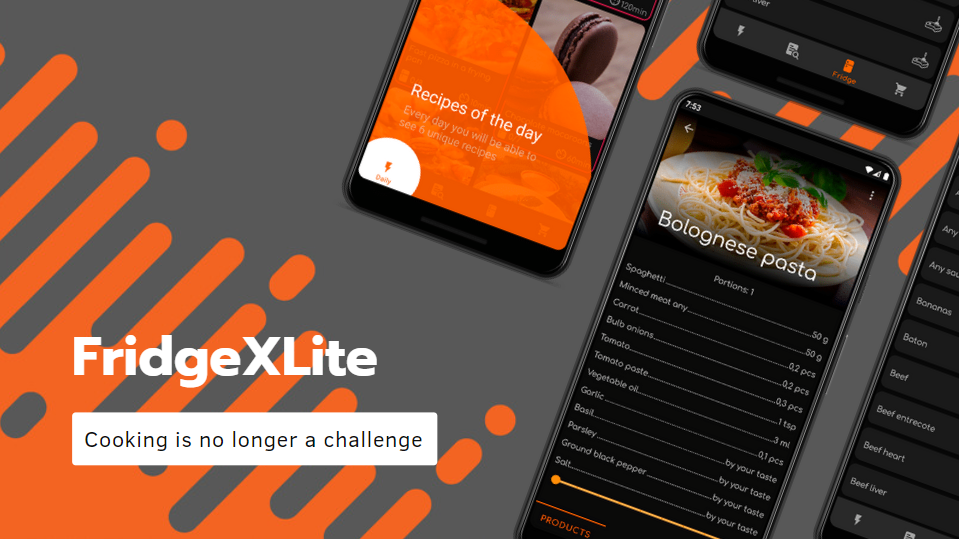 FridgeXLite
Cooking is no longer a challenge
120min
Recipes of the day
Every day you will be able to
see 6 unique recipes
Daily
Fridge
7:53
Bolognese pasta
Portions: 1
Spaghetti 50 g
Minced meat any 50 g
Carrot 0,2 pcs
Bulb onions 0,2 pcs
Tomato 0,3 pcs
Tomato paste 1 tsp
Vegetable oil 3 ml
Garlic 0,1 pcs
Basil by your taste
Parsley by your taste
Ground black pepper by your taste
Salt by your taste
PRODUCTS
Any
Any
Bananas
Baton
Beef
Beef entrecote
Beef heart
Beef liver